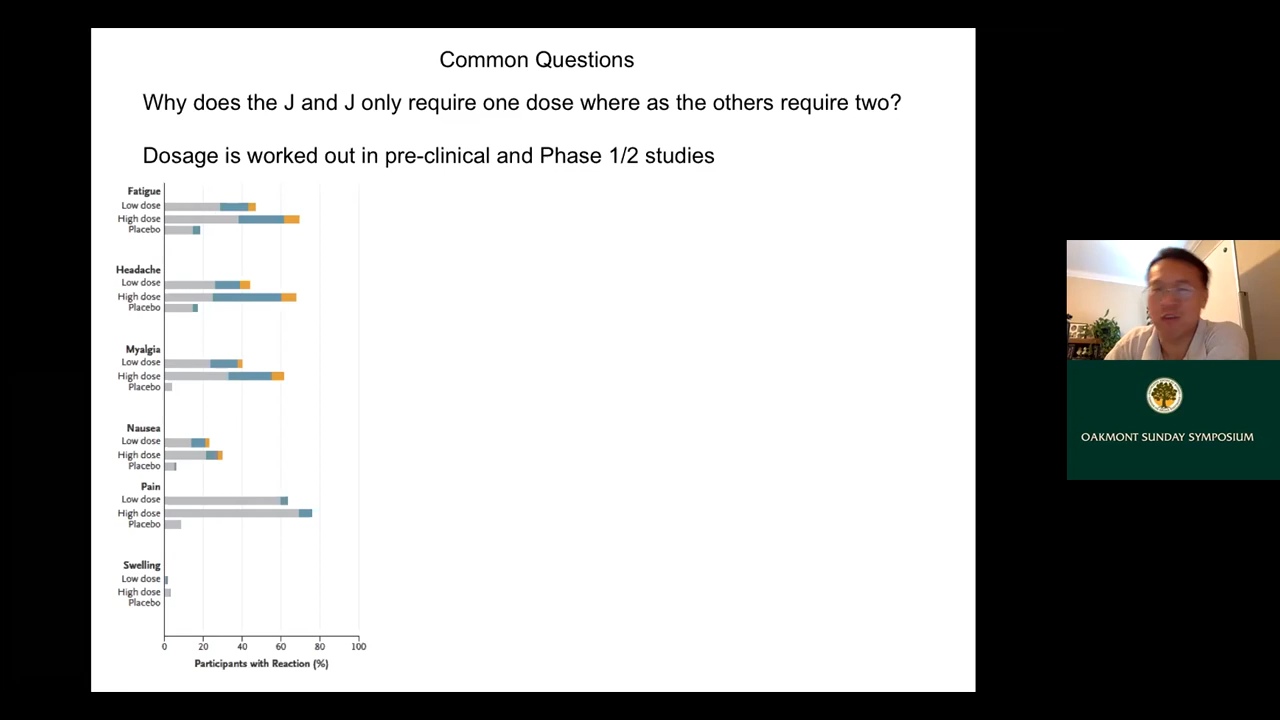 Common Questions
Why does the J and J only require one dose where as the others require two?
Dosage is worked out in pre-clinical and Phase 1/2 studies
Fatigue
Low dose
High dose
Placebo
Headache
Low dose
High dose
Placebo
Myalgia
Low dose
High dose
Placebo
Nausea
Low dose
High dose
Placebo
Pain
Low dose
High dose
Placebo
Swelling
Low dose
High dose
Placebo
0 20 40 60 80 100
Participants with Reaction (%)
OAKMONT SUNDAY SYMPOSIUM